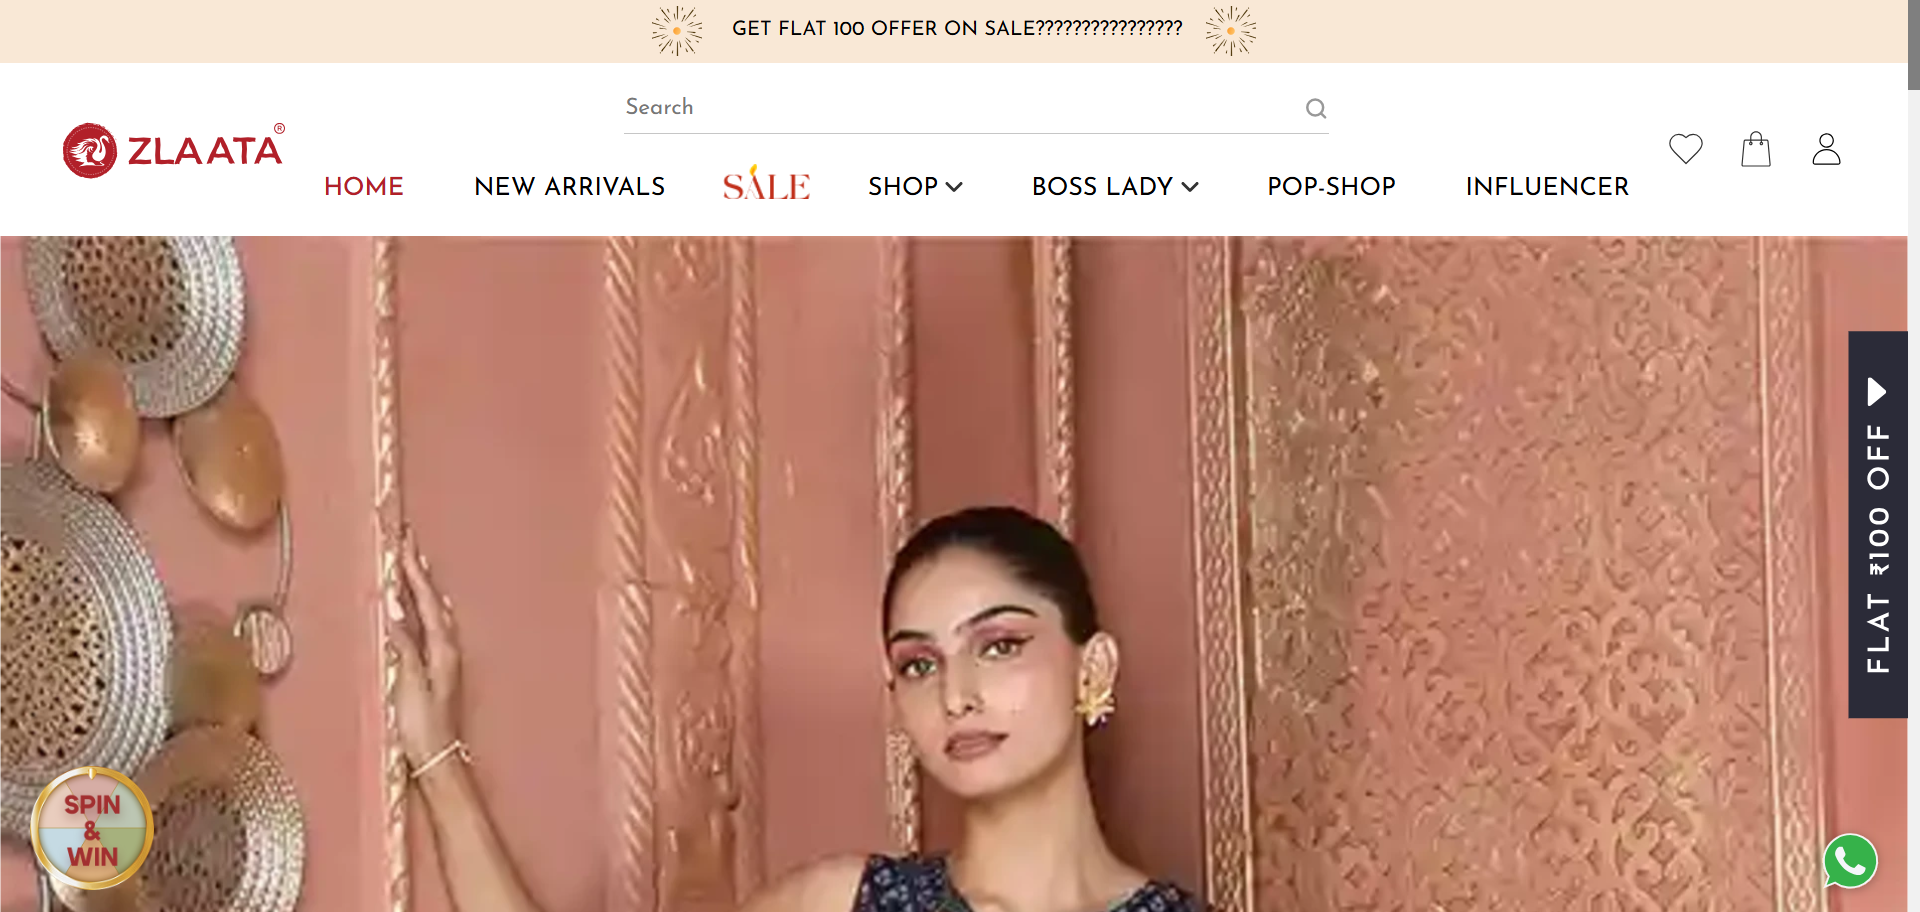 GET FLAT 100 OFFER ON SALE????????????????
Search
ZLAATA®
HOME
NEW ARRIVALS
SALE
SHOP
BOSS LADY
POP-SHOP
INFLUENCER
FLAT ₹100 OFF
SPIN
&
WIN